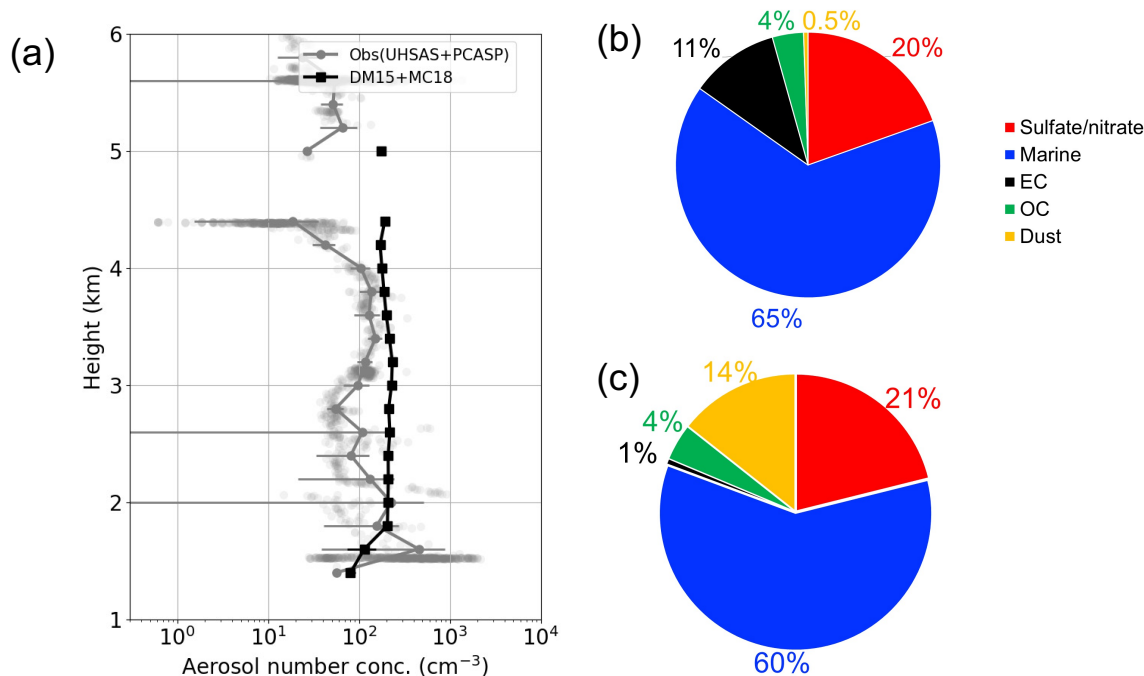 (a)
6
5
4
3
2
1
Height (km)
Obs(UHSAS+PCASP)
DM15+MC18
10⁰
10¹
10²
10³
10⁴
Aerosol number conc. (cm⁻³)
(b)
0.5%
4%
11%
20%
65%
Sulfate/nitrate
Marine
EC
OC
Dust
(c)
14%
21%
4%
1%
60%